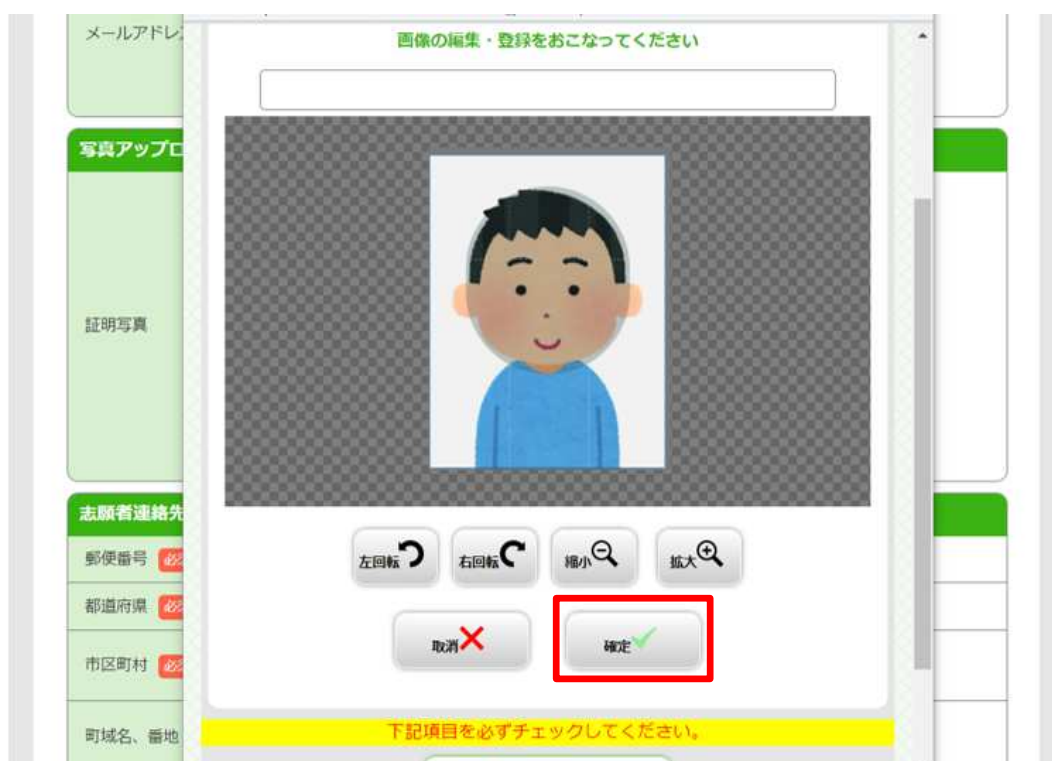 メールアドレ
画像の編集・登録をおこなってください
写真アップロ
証明写真
志願者連絡先
郵便番号 必
都道府県 必
市区町村 必
町域名、番地
左回転 右回転 縮小 拡大
取消 確定
下記項目を必ずチェックしてください。